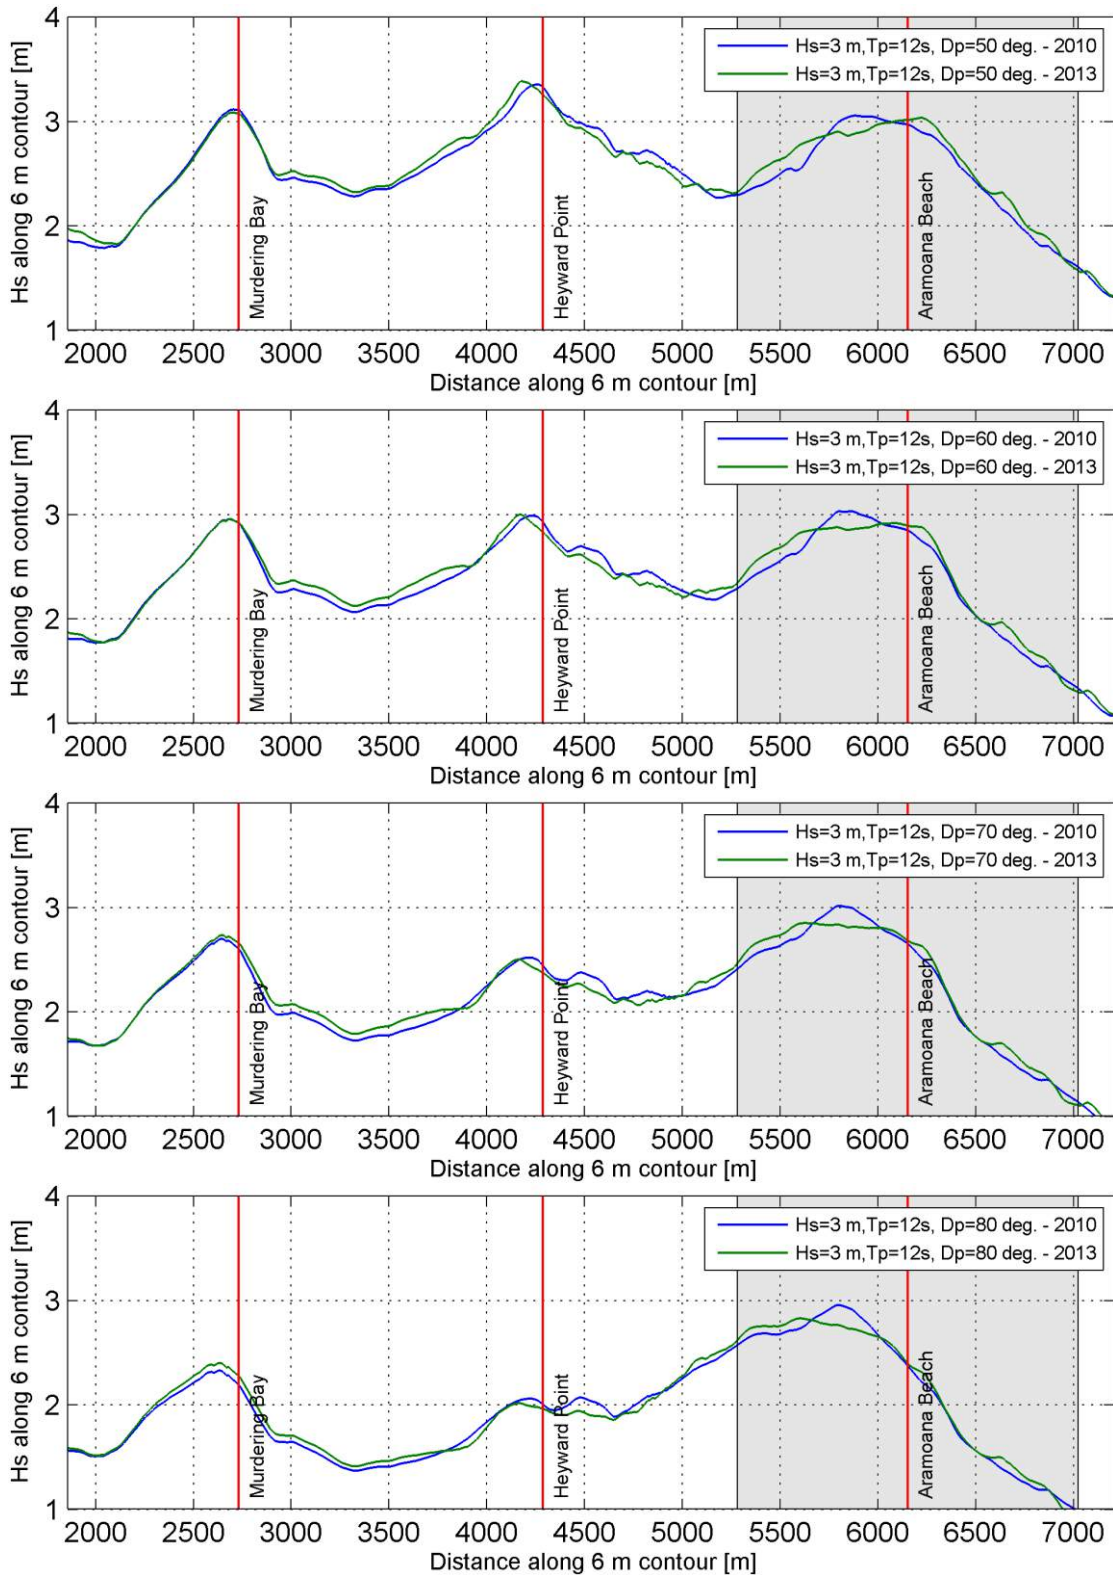 Hs along 6 m contour [m]
4
3
2
1
Hs=3 m,Tp=12s, Dp=50 deg. - 2010
Hs=3 m,Tp=12s, Dp=50 deg. - 2013
Murdering Bay
Heyward Point
Aramoana Beach
2000 2500 3000 3500 4000 4500 5000 5500 6000 6500 7000
Distance along 6 m contour [m]
Hs along 6 m contour [m]
4
3
2
1
Hs=3 m,Tp=12s, Dp=60 deg. - 2010
Hs=3 m,Tp=12s, Dp=60 deg. - 2013
Murdering Bay
Heyward Point
Aramoana Beach
2000 2500 3000 3500 4000 4500 5000 5500 6000 6500 7000
Distance along 6 m contour [m]
Hs along 6 m contour [m]
4
3
2
1
Hs=3 m,Tp=12s, Dp=70 deg. - 2010
Hs=3 m,Tp=12s, Dp=70 deg. - 2013
Murdering Bay
Heyward Point
Aramoana Beach
2000 2500 3000 3500 4000 4500 5000 5500 6000 6500 7000
Distance along 6 m contour [m]
Hs along 6 m contour [m]
4
3
2
1
Hs=3 m,Tp=12s, Dp=80 deg. - 2010
Hs=3 m,Tp=12s, Dp=80 deg. - 2013
Murdering Bay
Heyward Point
Aramoana Beach
2000 2500 3000 3500 4000 4500 5000 5500 6000 6500 7000
Distance along 6 m contour [m]